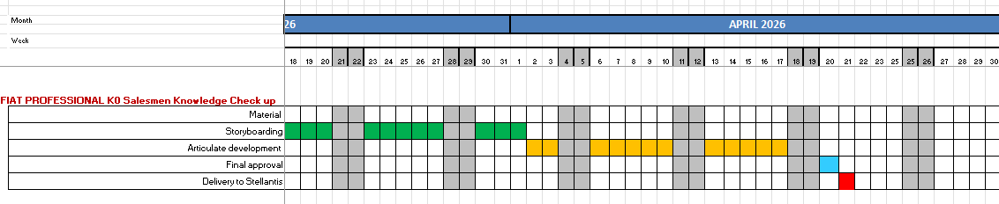 Month
26
APRIL 2026
Week
18 19 20 21 22 23 24 25 26 27 28 29 30 31 1 2 3 4 5 6 7 8 9 10 11 12 13 14 15 16 17 18 19 20 21 22 23 24 25 26 27 28 29 30
FIAT PROFESSIONAL K0 Salesmen Knowledge Check up
Material
Storyboarding
Articulate development
Final approval
Delivery to Stellantis